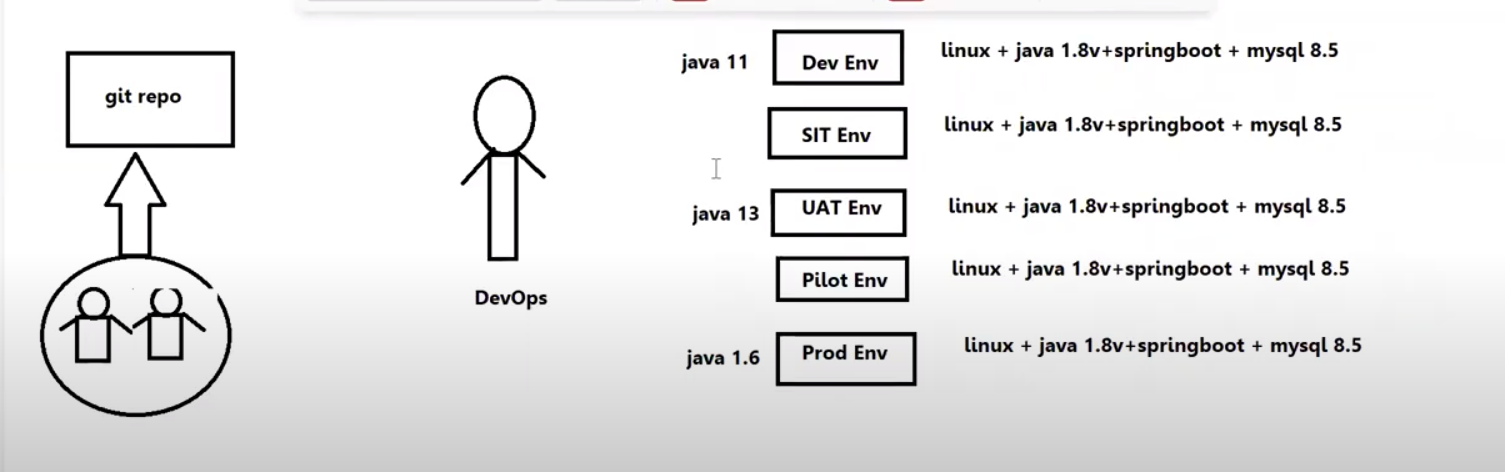 git repo
DevOps
java 11
Dev Env
linux + java 1.8v+springboot + mysql 8.5
SIT Env
linux + java 1.8v+springboot + mysql 8.5
java 13
UAT Env
linux + java 1.8v+springboot + mysql 8.5
Pilot Env
linux + java 1.8v+springboot + mysql 8.5
java 1.6
Prod Env
linux + java 1.8v+springboot + mysql 8.5